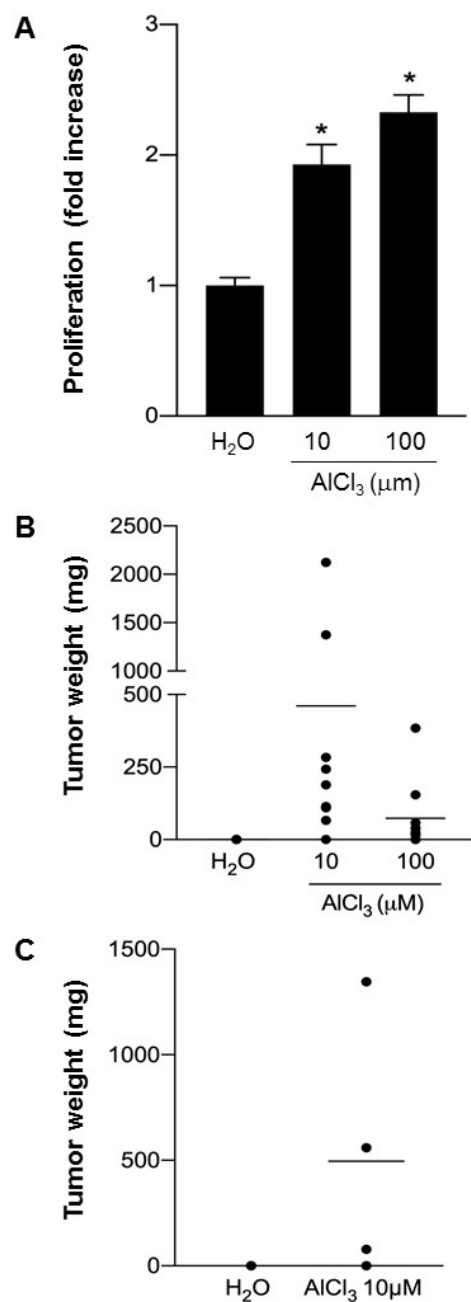 A
Proliferation (fold increase)
3
2
1
0
*
*
H₂O
10
100
AlCl₃ (μm)
B
Tumor weight (mg)
2500
2000
1500
1000
500
250
0
H₂O
10
100
AlCl₃ (μM)
C
Tumor weight (mg)
1500
1000
500
0
H₂O
AlCl₃ 10μM